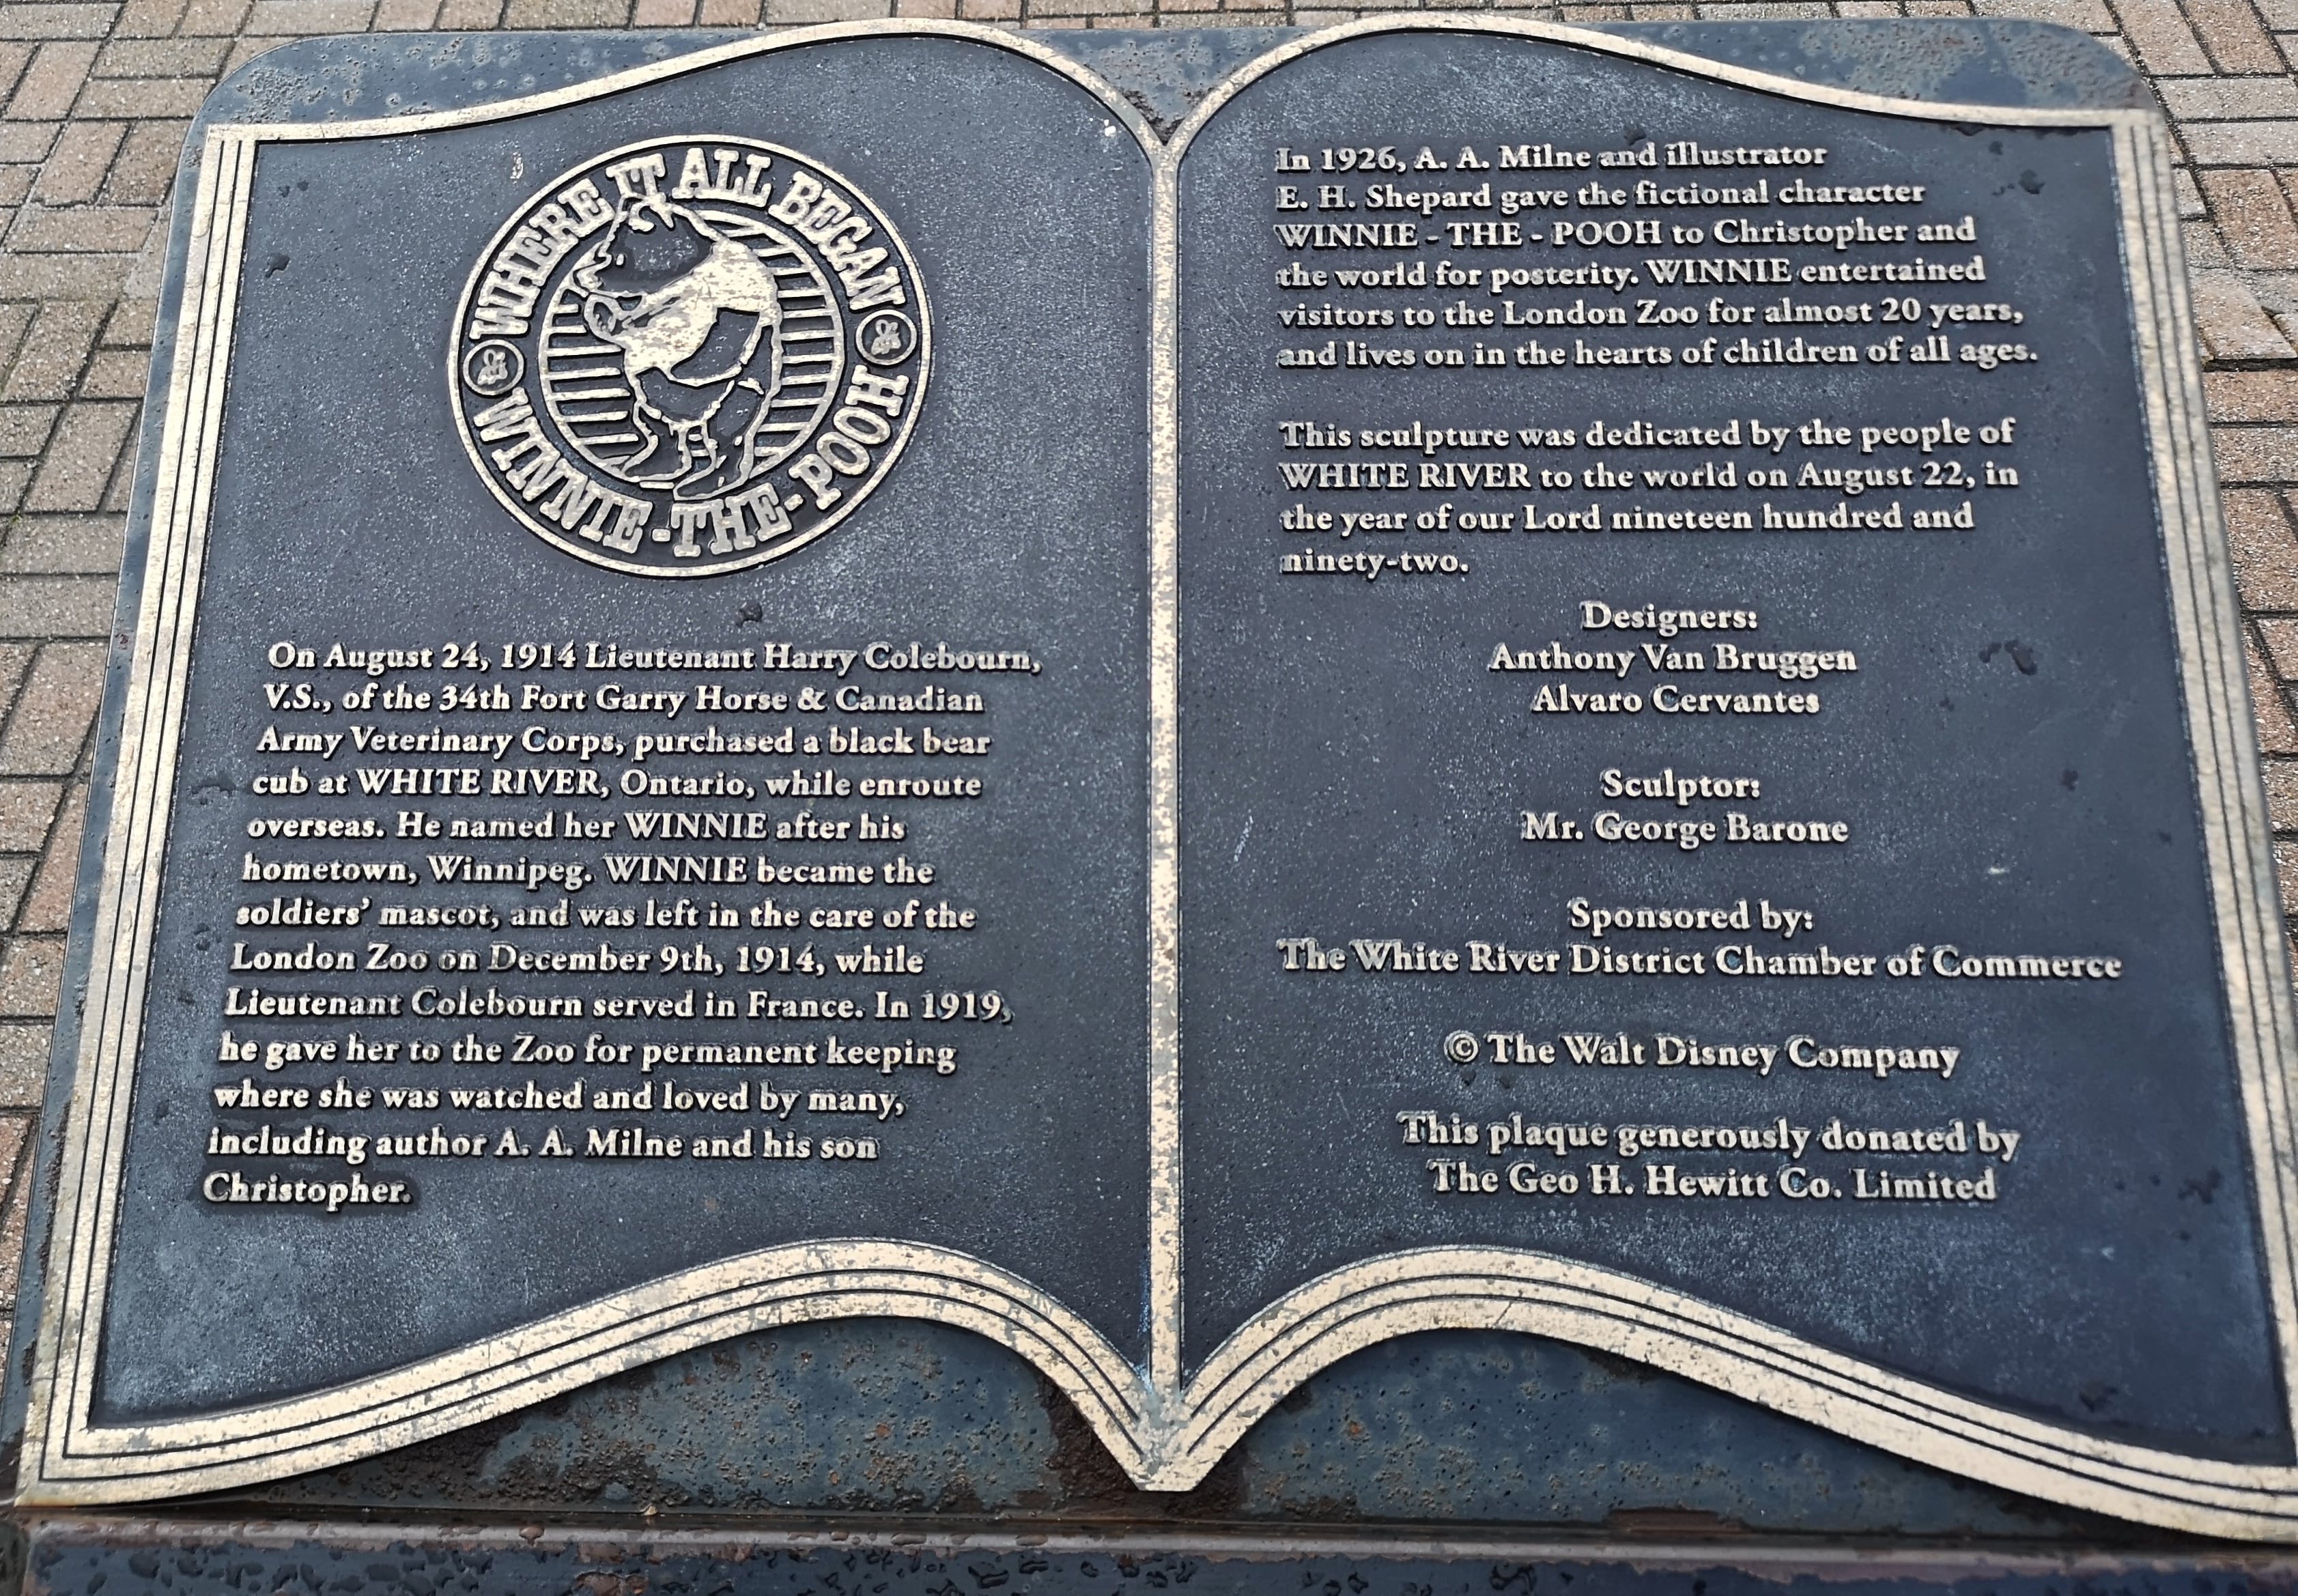 WHERE IT ALL BEGAN
WINNIE-THE-POOH
On August 24, 1914 Lieutenant Harry Colebourn,
V.S., of the 34th Fort Garry Horse & Canadian
Army Veterinary Corps, purchased a black bear
cub at WHITE RIVER, Ontario, while enroute
overseas. He named her WINNIE after his
hometown, Winnipeg. WINNIE became the
soldiers' mascot, and was left in the care of the
London Zoo on December 9th, 1914, while
Lieutenant Colebourn served in France. In 1919,
he gave her to the Zoo for permanent keeping
where she was watched and loved by many,
including author A. A. Milne and his son
Christopher.
In 1926, A. A. Milne and illustrator
E. H. Shepard gave the fictional character
WINNIE - THE - POOH to Christopher and
the world for posterity. WINNIE entertained
visitors to the London Zoo for almost 20 years,
and lives on in the hearts of children of all ages.
This sculpture was dedicated by the people of
WHITE RIVER to the world on August 22, in
the year of our Lord nineteen hundred and
ninety-two.
Designers:
Anthony Van Bruggen
Alvaro Cervantes
Sculptor:
Mr. George Barone
Sponsored by:
The White River District Chamber of Commerce
© The Walt Disney Company
This plaque generously donated by
The Geo H. Hewitt Co. Limited